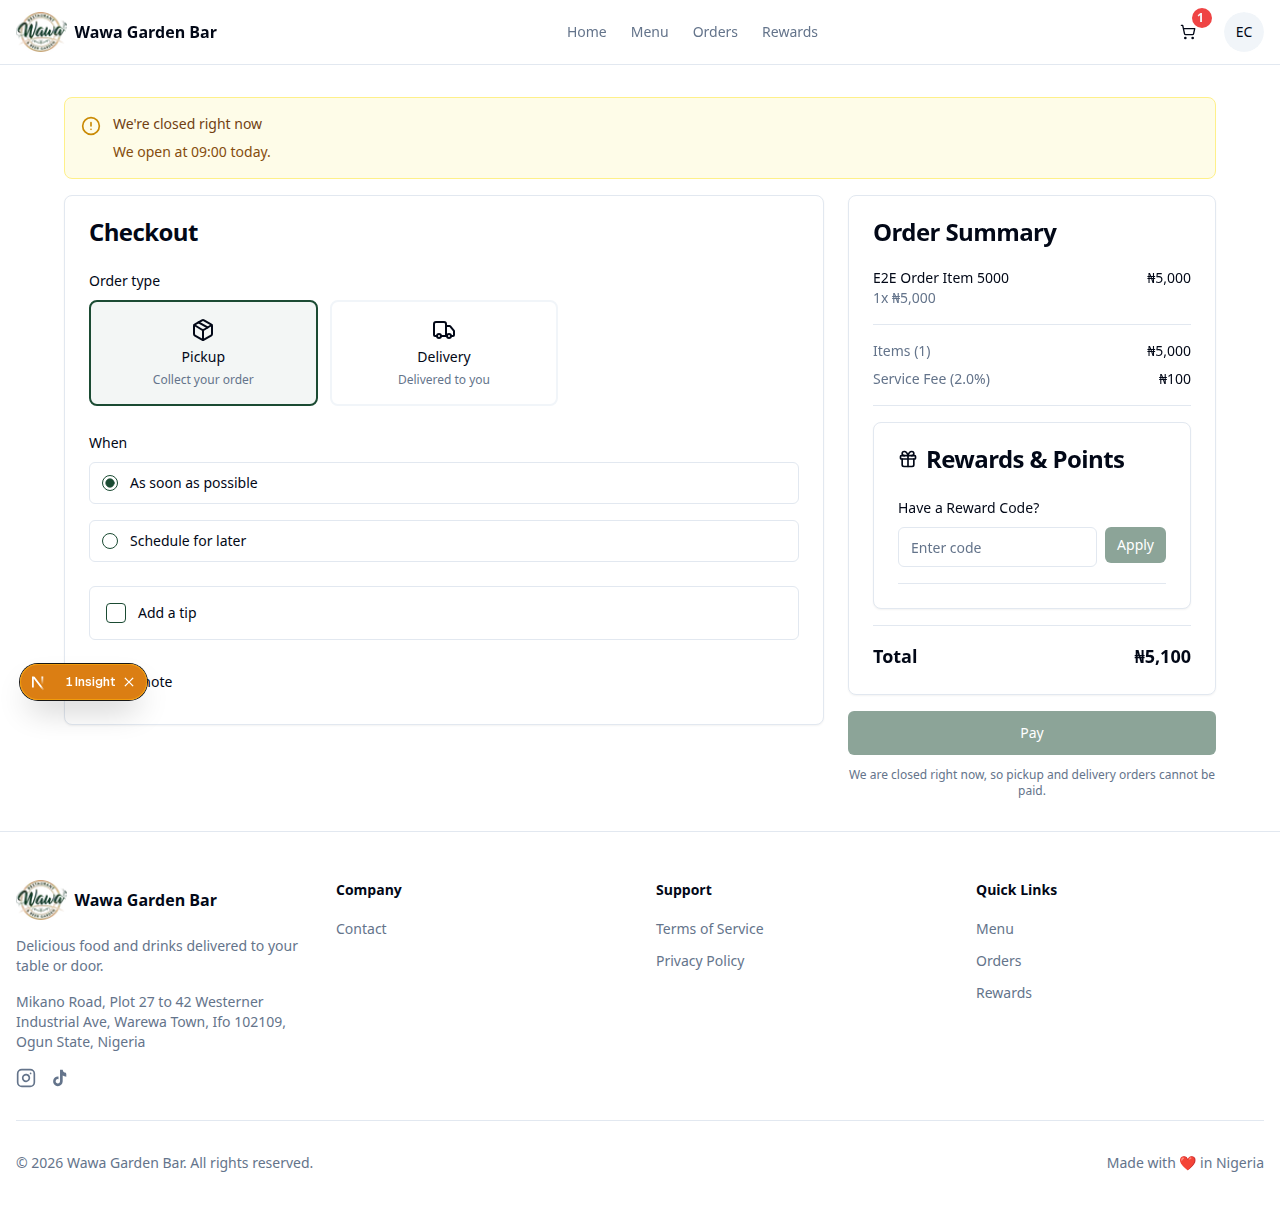 Wawa Garden Bar
Home
Menu
Orders
Rewards
1
EC
We're closed right now
We open at 09:00 today.
Checkout
Order type
Pickup
Collect your order
Delivery
Delivered to you
When
As soon as possible
Schedule for later
Add a tip
note
1 Insight
Order Summary
E2E Order Item 5000 ₦5,000
1x ₦5,000
Items (1) ₦5,000
Service Fee (2.0%) ₦100
Rewards & Points
Have a Reward Code?
Enter code
Apply
Total ₦5,100
Pay
We are closed right now, so pickup and delivery orders cannot be
paid.
Wawa
Wawa Garden Bar
Delicious food and drinks delivered to your
table or door.
Mikano Road, Plot 27 to 42 Westerner
Industrial Ave, Warewa Town, Ifo 102109,
Ogun State, Nigeria
Company
Contact
Support
Terms of Service
Privacy Policy
Quick Links
Menu
Orders
Rewards
© 2026 Wawa Garden Bar. All rights reserved.
Made with ❤️ in Nigeria